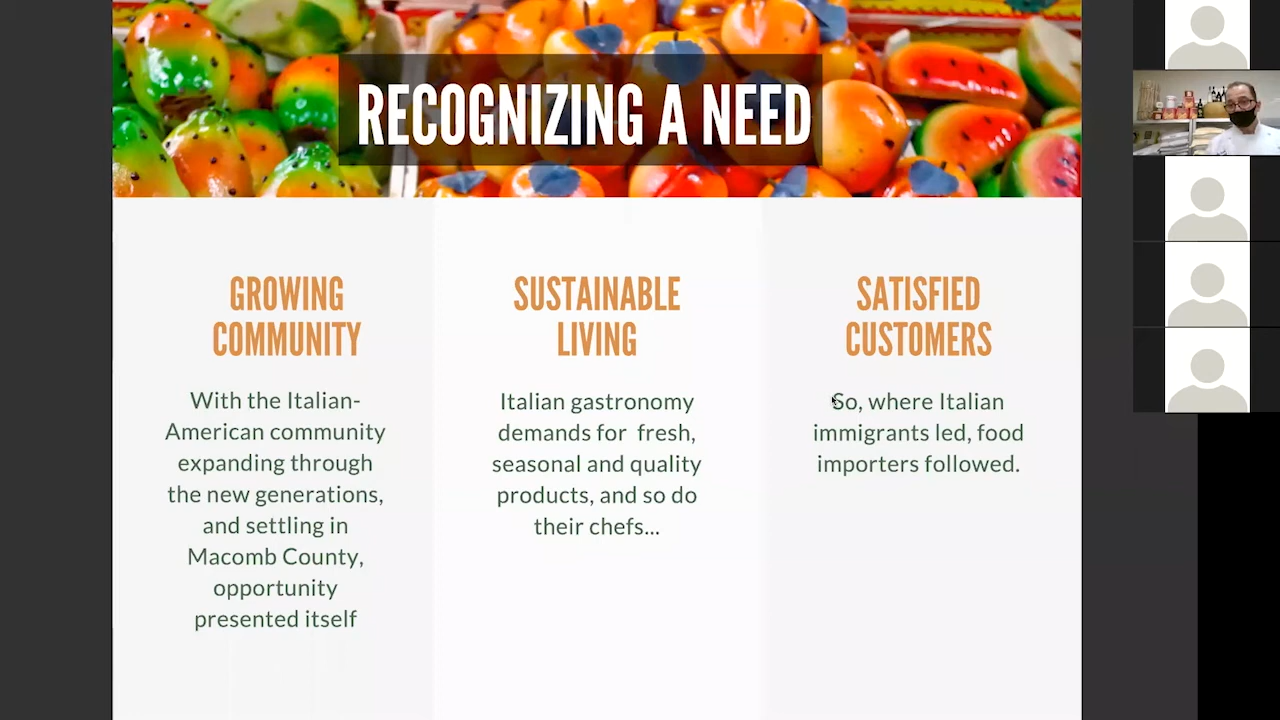 RECOGNIZING A NEED
GROWING
COMMUNITY
With the Italian-
American community
expanding through
the new generations,
and settling in
Macomb County,
opportunity
presented itself
SUSTAINABLE
LIVING
Italian gastronomy
demands for fresh,
seasonal and quality
products, and so do
their chefs...
SATISFIED
CUSTOMERS
So, where Italian
immigrants led, food
importers followed.